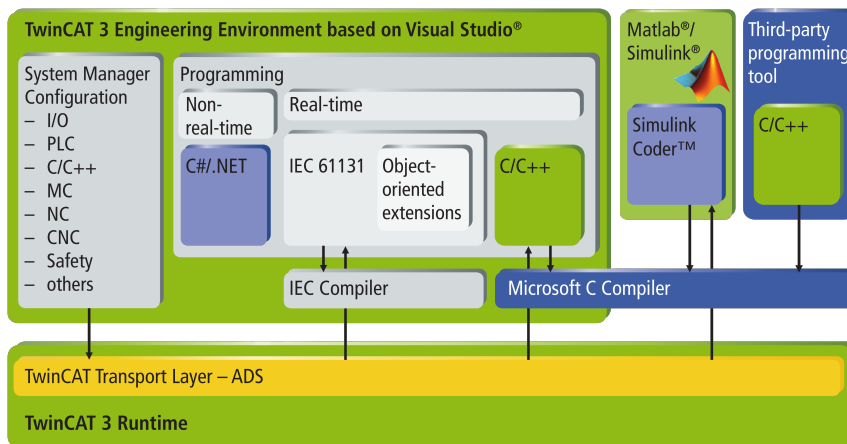 TwinCAT 3 Engineering Environment based on Visual Studio®
System Manager
Configuration
– I/O
– PLC
– C/C++
– MC
– NC
– CNC
– Safety
– others
Programming
Non-
real-time
Real-time
C#/.NET
IEC 61131
Object-
oriented
extensions
C/C++
IEC Compiler
Matlab®/
Simulink®
Simulink
Coder™
Third-party
programming
tool
C/C++
Microsoft C Compiler
TwinCAT Transport Layer – ADS
TwinCAT 3 Runtime